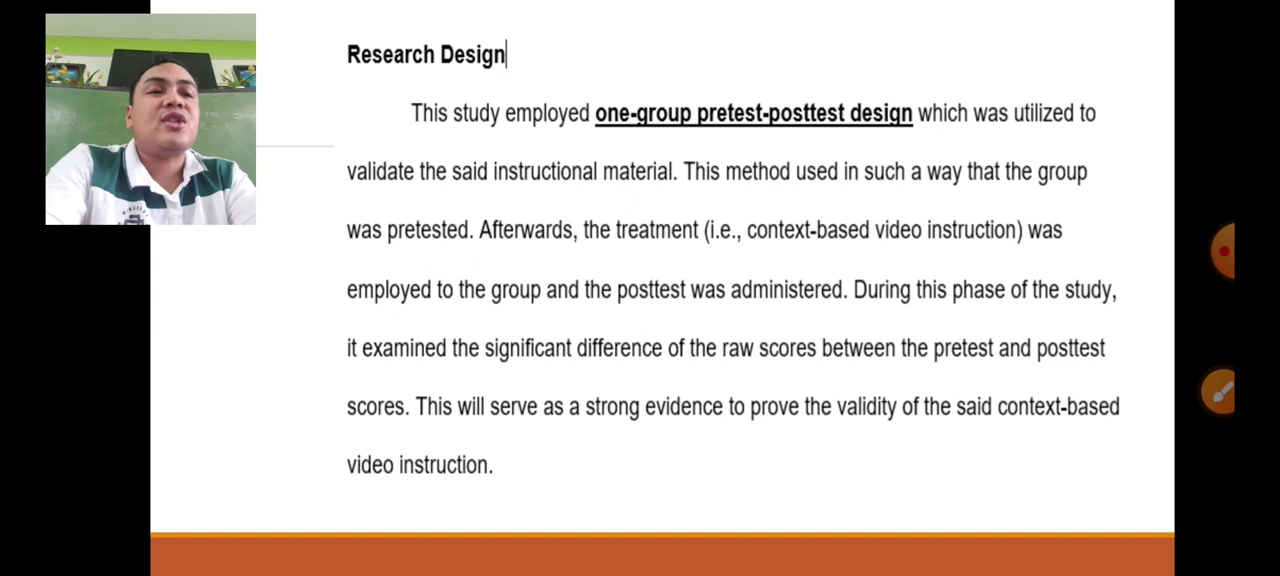 Research Design
This study employed one-group pretest-posttest design which was utilized to
validate the said instructional material. This method used in such a way that the group
was pretested. Afterwards, the treatment (i.e., context-based video instruction) was
employed to the group and the posttest was administered. During this phase of the study,
it examined the significant difference of the raw scores between the pretest and posttest
scores. This will serve as a strong evidence to prove the validity of the said context-based
video instruction.